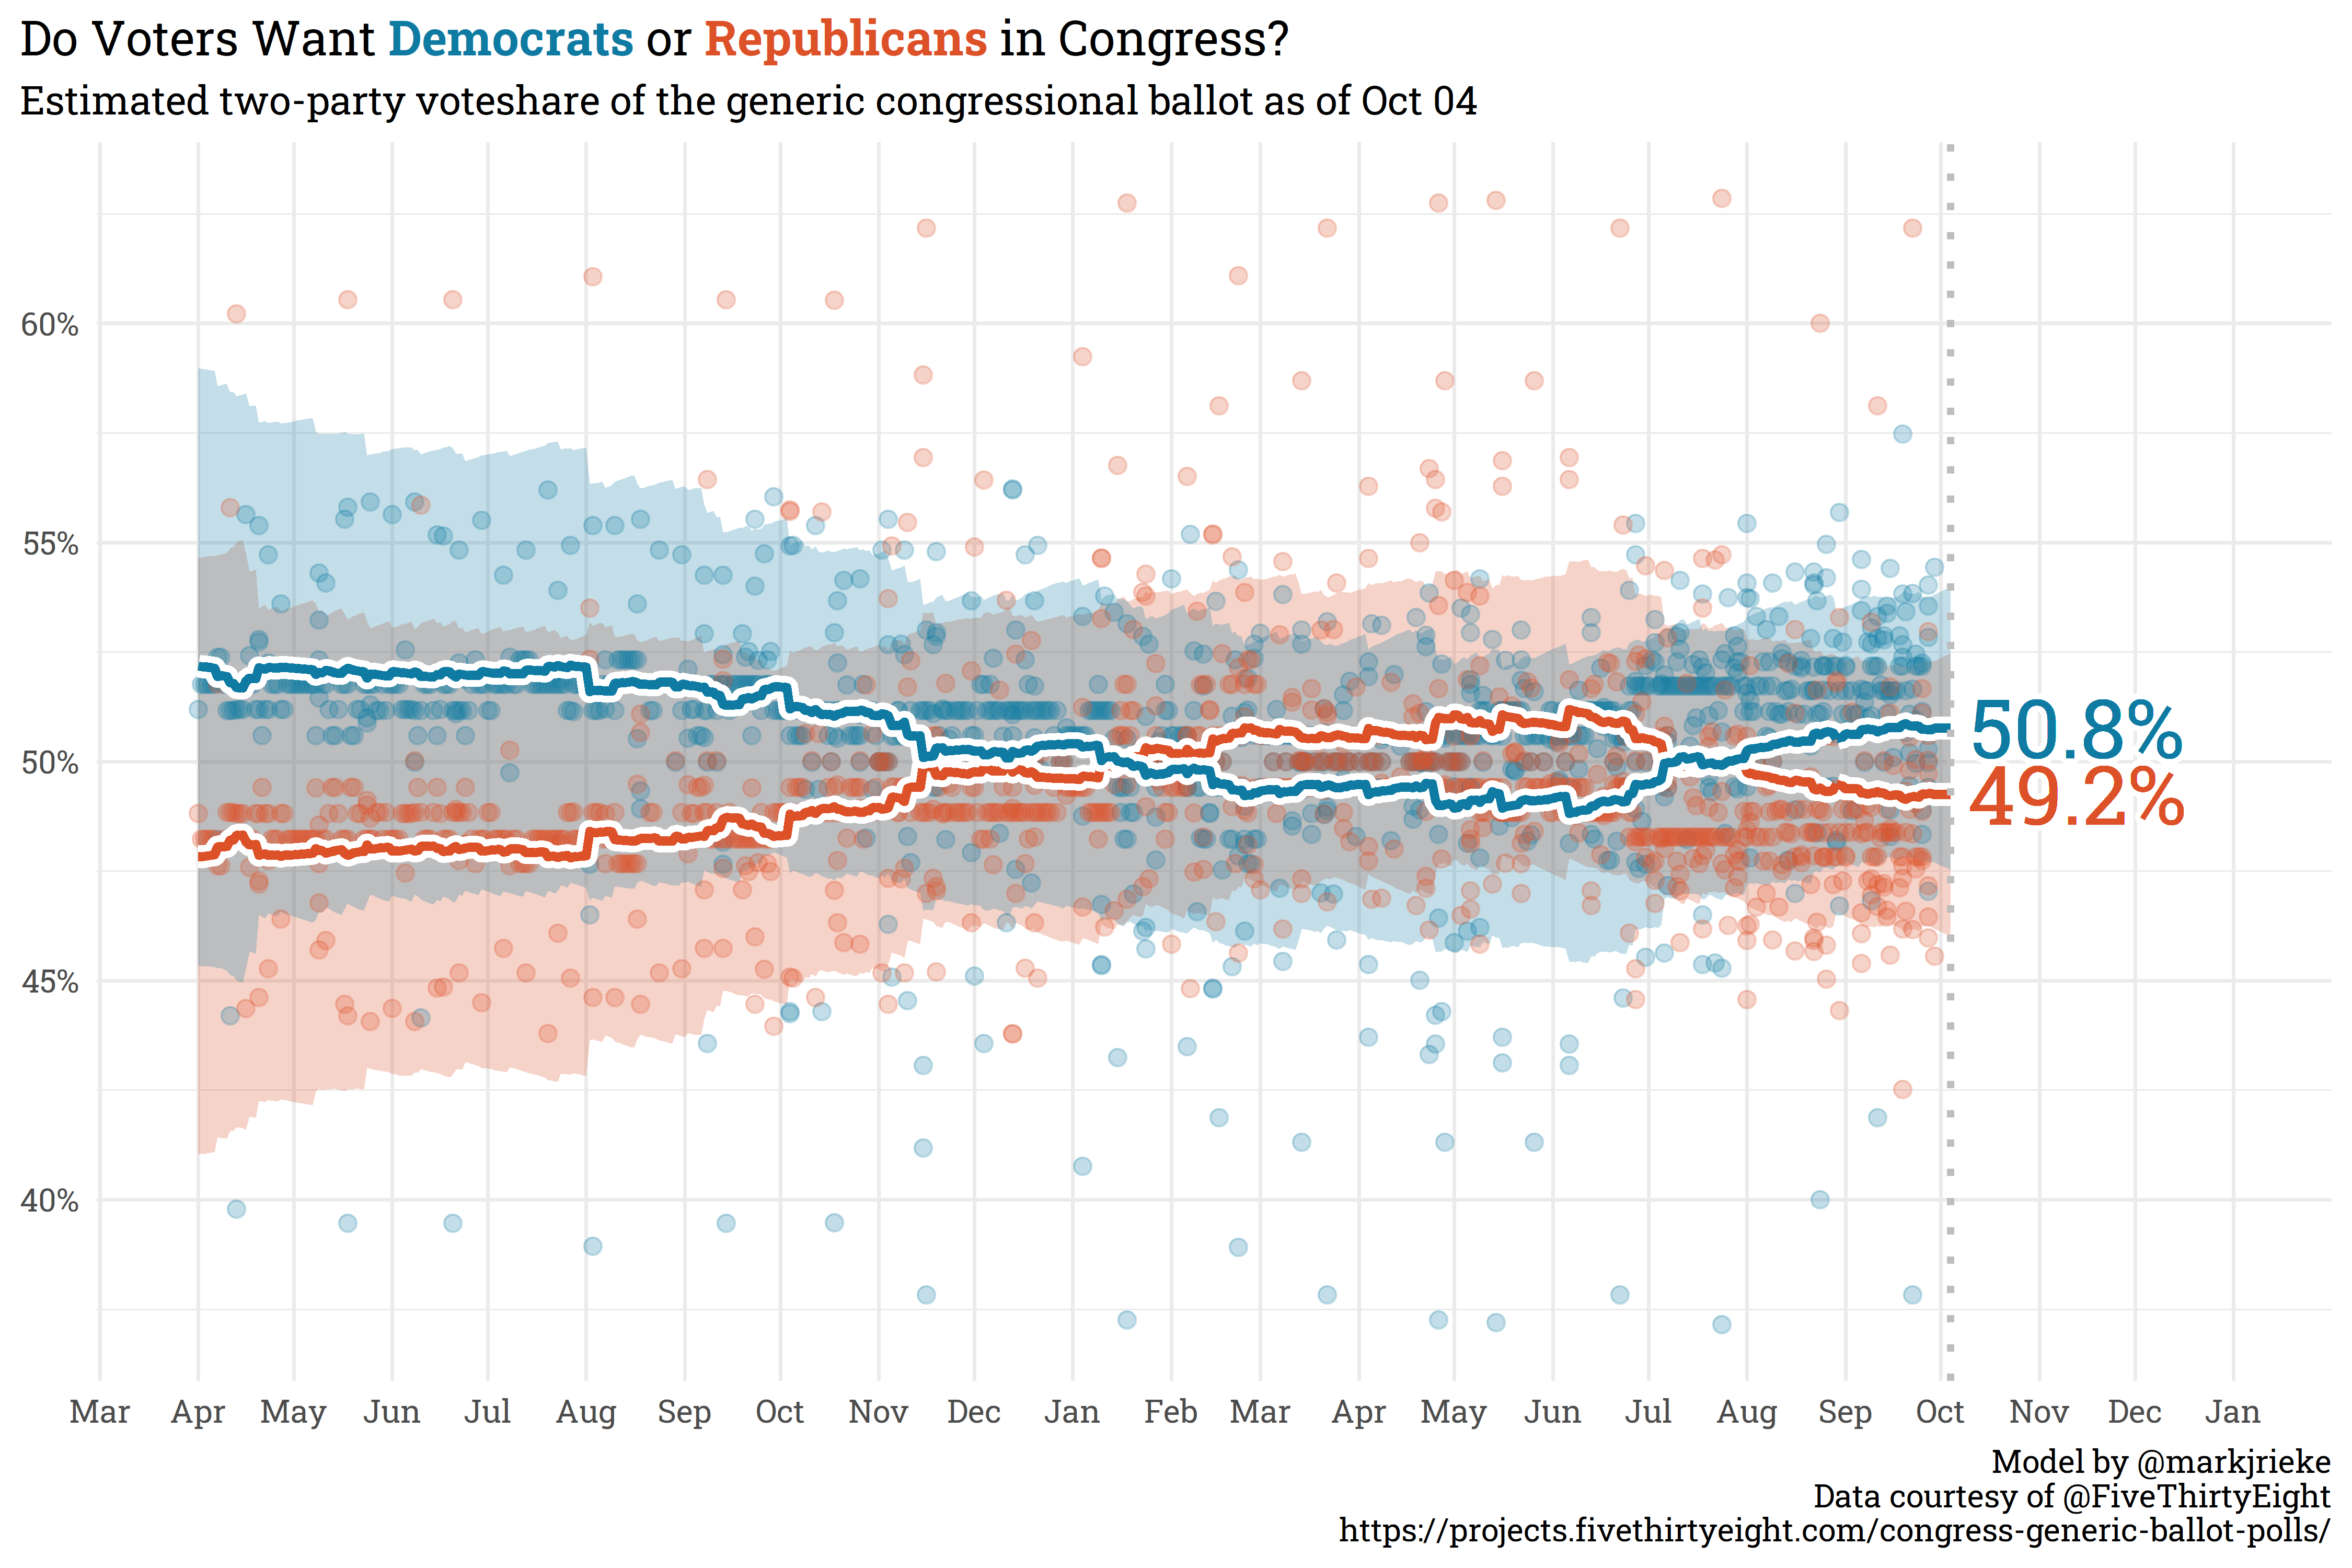 Do Voters Want Democrats or Republicans in Congress?
Estimated two-party voteshare of the generic congressional ballot as of Oct 04
60%
55%
50%
45%
40%
50.8%
49.2%
Mar Apr May Jun Jul Aug Sep Oct Nov Dec Jan Feb Mar Apr May Jun Jul Aug Sep Oct Nov Dec Jan
Model by @markjrieke
Data courtesy of @FiveThirtyEight
https://projects.fivethirtyeight.com/congress-generic-ballot-polls/